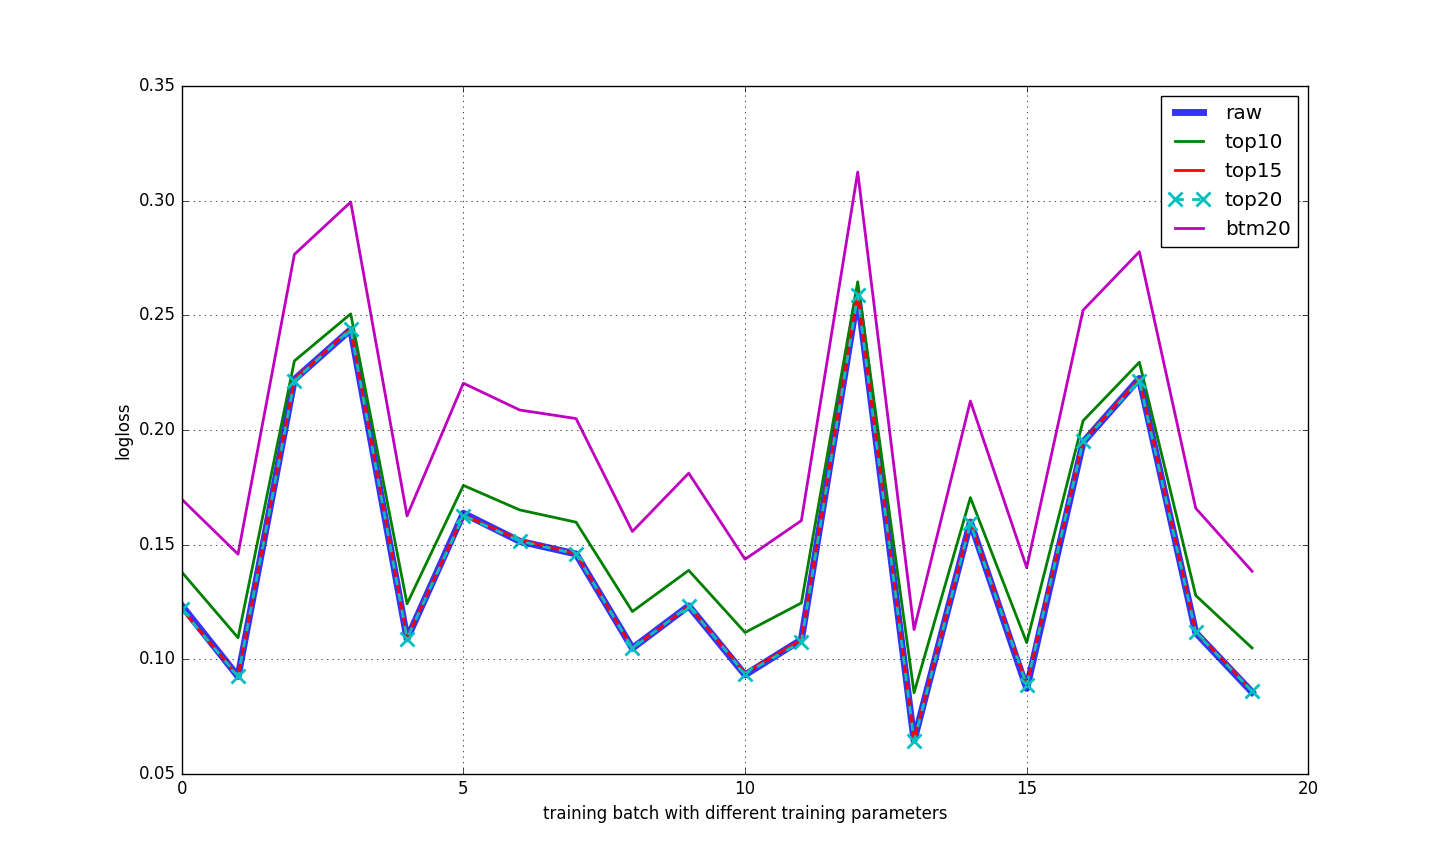 0.35
0.30
0.25
0.20
0.15
0.10
0.05
logloss
raw
top10
top15
top20
btm20
0 5 10 15 20
training batch with different training parameters